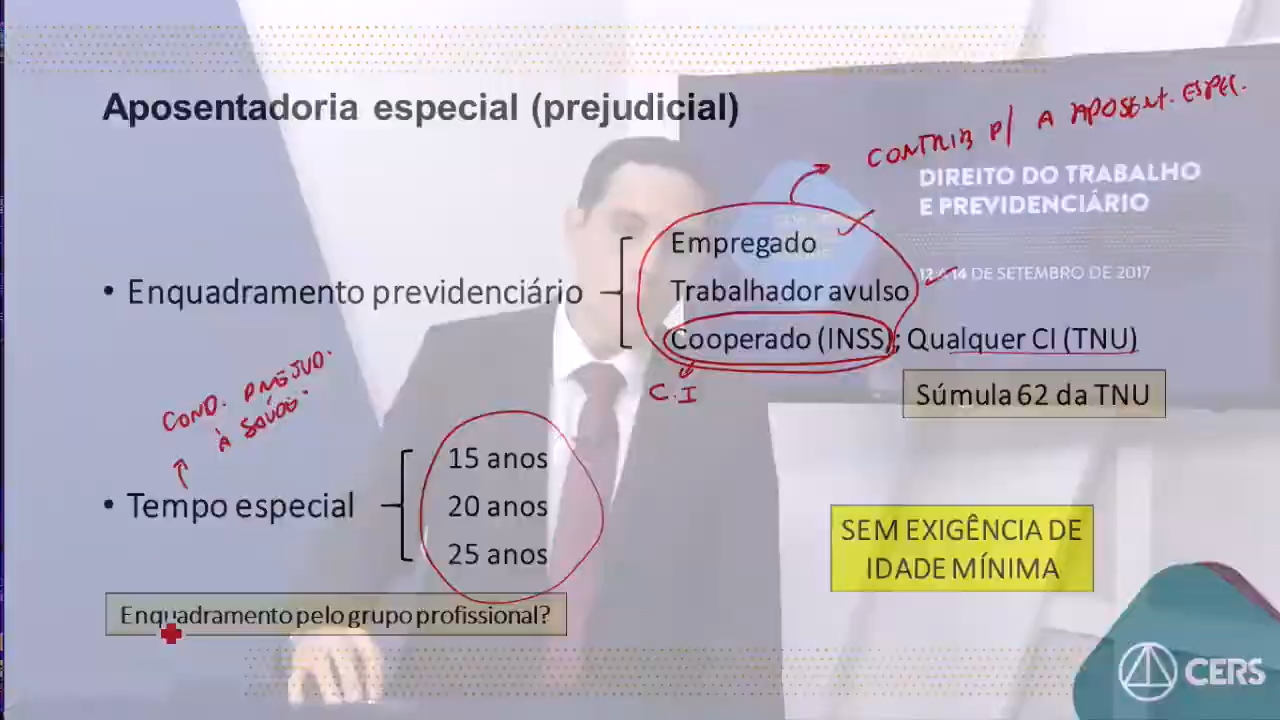 Aposentadoria especial (prejudicial)
CONTRIB P/ A APOSENT. ESPEC.
DIREITO DO TRABALHO
E PREVIDENCIÁRIO
13 A 14 DE SETEMBRO DE 2017
• Enquadramento previdenciário
Empregado
Trabalhador avulso
Cooperado (INSS); Qualquer CI (TNU)
C.I
Súmula 62 da TNU
COND. PREJUD.
À SAÚDE.
• Tempo especial
15 anos
20 anos
25 anos
SEM EXIGÊNCIA DE
IDADE MÍNIMA
Enquadramento pelo grupo profissional?
CERS